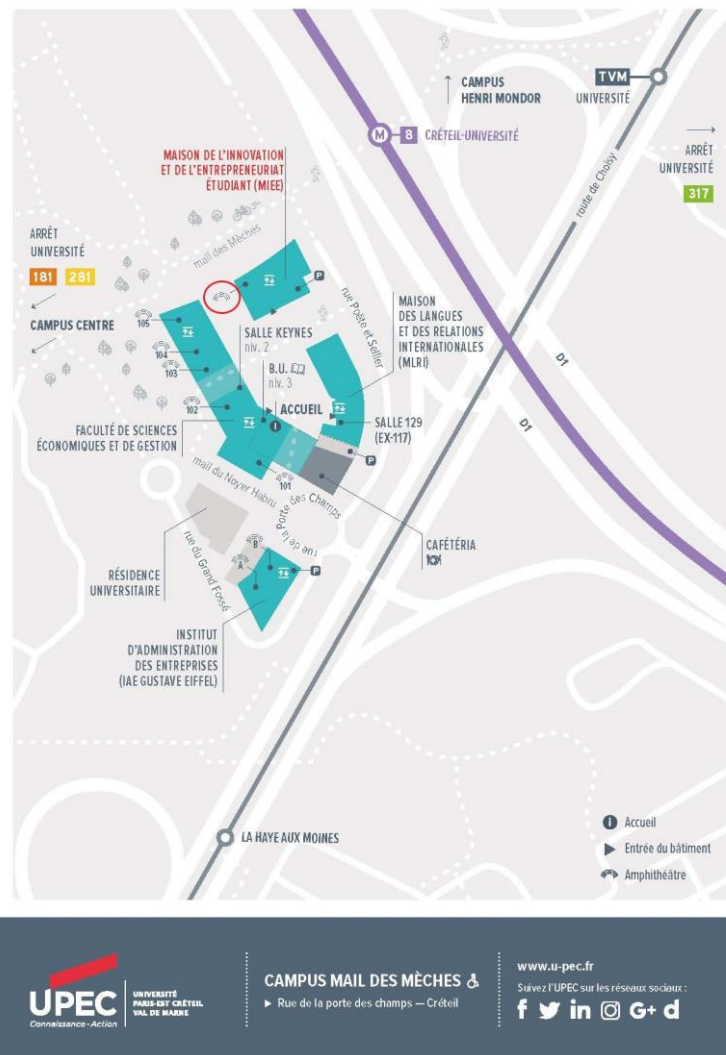 CAMPUS
HENRI MONDOR
TVM
UNIVERSITÉ
M 8 CRÉTEIL-UNIVERSITÉ
ARRÊT
UNIVERSITÉ
317
route de Choisy
MAISON DE L'INNOVATION
ET DE L'ENTREPRENEURIAT
ÉTUDIANT (MIEE)
ARRÊT
UNIVERSITÉ
181 281
CAMPUS CENTRE
mail des Mèches
P
rue Poëte et Sellier
MAISON
DES LANGUES
ET DES RELATIONS
INTERNATIONALES
(MLRI)
D1
D1
105
104
103
102
SALLE KEYNES
niv. 2
B.U.
niv. 3
ACCUEIL
i
SALLE 129
(EX-117)
P
FACULTÉ DE SCIENCES
ÉCONOMIQUES ET DE GESTION
mail du Noyer Habru
101
rue de la Porte des Champs
CAFÉTÉRIA
RÉSIDENCE
UNIVERSITAIRE
rue du Grand Fossé
A
B
P
INSTITUT
D'ADMINISTRATION
DES ENTREPRISES
(IAE GUSTAVE EIFFEL)
LA HAYE AUX MOINES
i Accueil
Entrée du bâtiment
Amphithéâtre
UPEC
Connaissance - Action
UNIVERSITÉ
PARIS-EST CRÉTEIL
VAL DE MARNE
CAMPUS MAIL DES MÈCHES
Rue de la porte des champs — Créteil
www.u-pec.fr
Suivez l'UPEC sur les réseaux sociaux :
f in G+ d